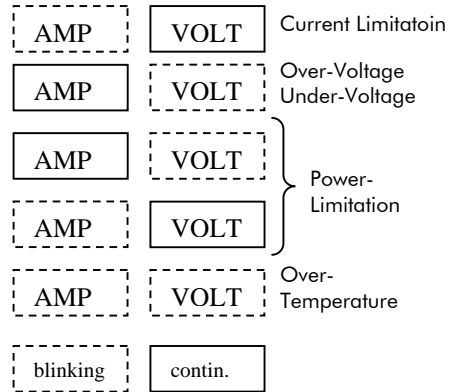 AMP VOLT Current Limitatoin
AMP VOLT Over-Voltage
Under-Voltage
AMP VOLT
Power-
Limitation
AMP VOLT
AMP VOLT Over-
Temperature
blinking contin.